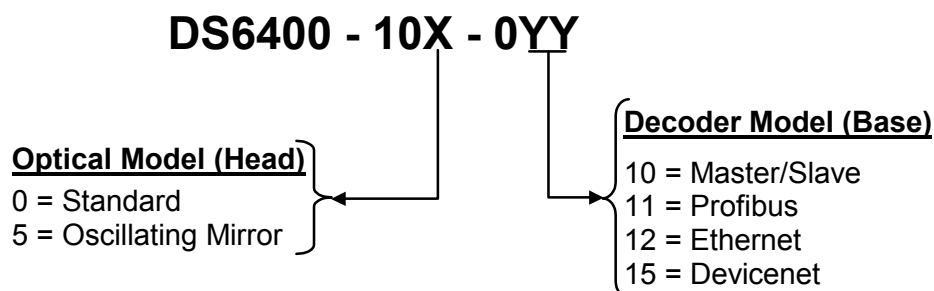 DS6400 - 10X - 0YY
Optical Model (Head)
0 = Standard
5 = Oscillating Mirror
Decoder Model (Base)
10 = Master/Slave
11 = Profibus
12 = Ethernet
15 = Devicenet